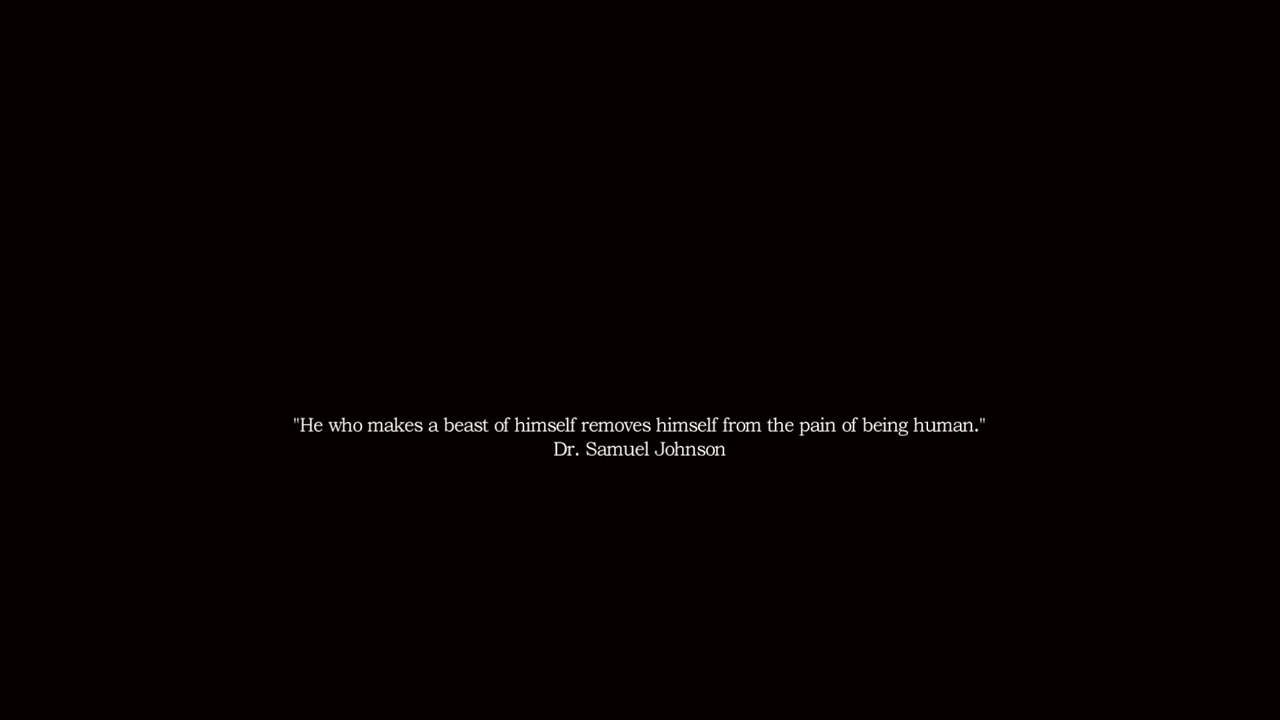 "He who makes a beast of himself removes himself from the pain of being human."
Dr. Samuel Johnson